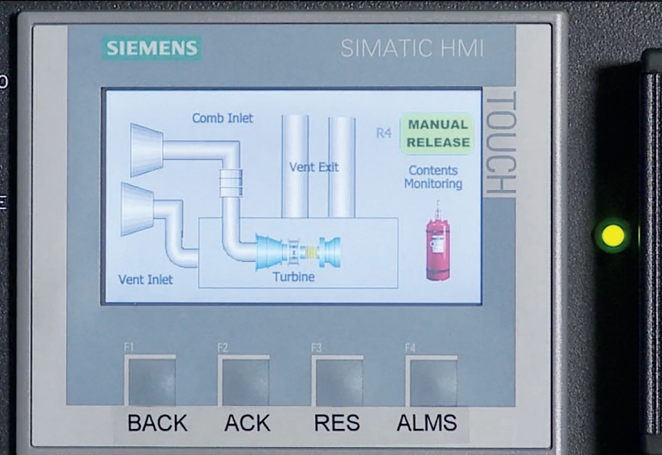 SIEMENS
SIMATIC HMI
TOUCH
Comb Inlet
R4
MANUAL
RELEASE
Vent Exit
Contents
Monitoring
Vent Inlet
Turbine
F1
F2
F3
F4
BACK
ACK
RES
ALMS
O
E